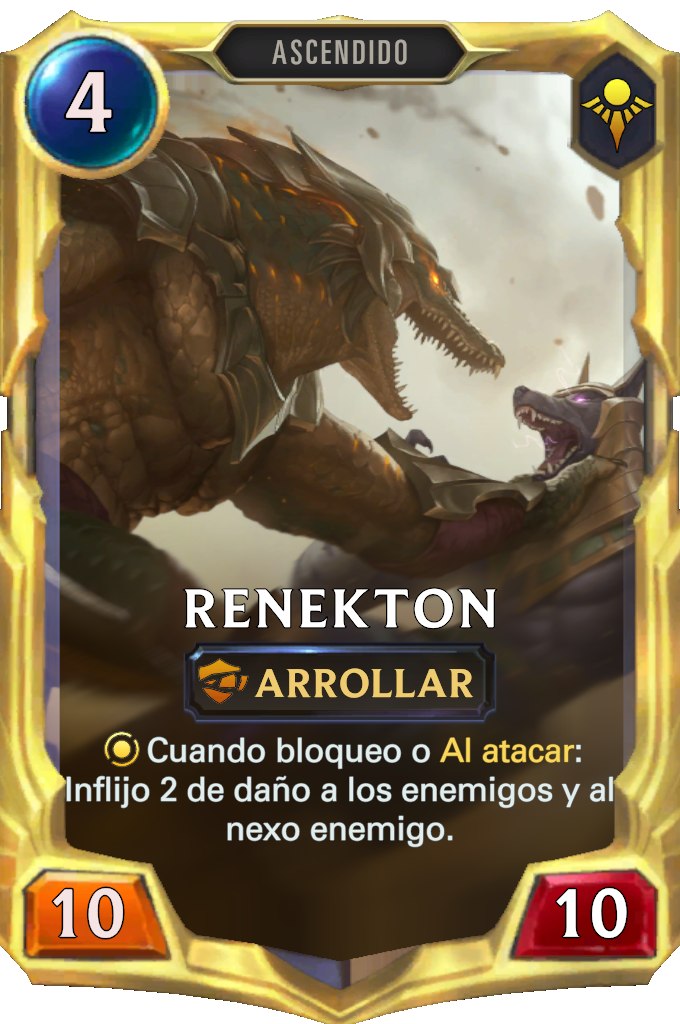 ASCENDIDO
4
RENEKTON
ARROLLAR
Cuando bloqueo o Al atacar:
Inflijo 2 de daño a los enemigos y al
nexo enemigo.
10
10